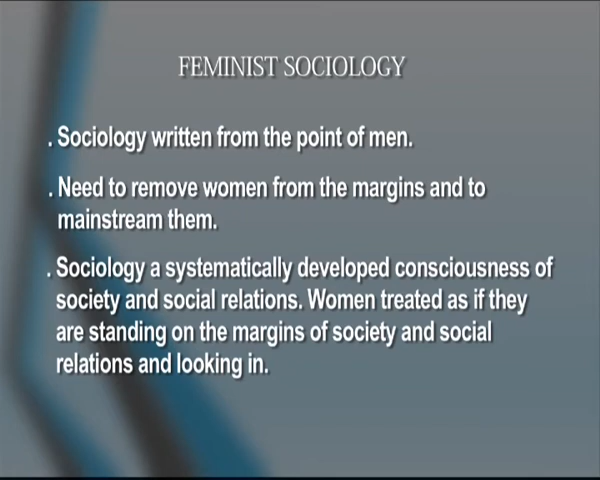 FEMINIST SOCIOLOGY
. Sociology written from the point of men.
. Need to remove women from the margins and to
mainstream them.
. Sociology a systematically developed consciousness of
society and social relations. Women treated as if they
are standing on the margins of society and social
relations and looking in.